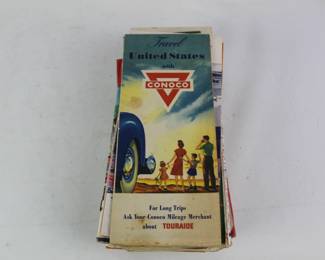 Travel
United States
with
CONOCO
For Long Trips
Ask Your Conoco Mileage Merchant
about TOURAIDE